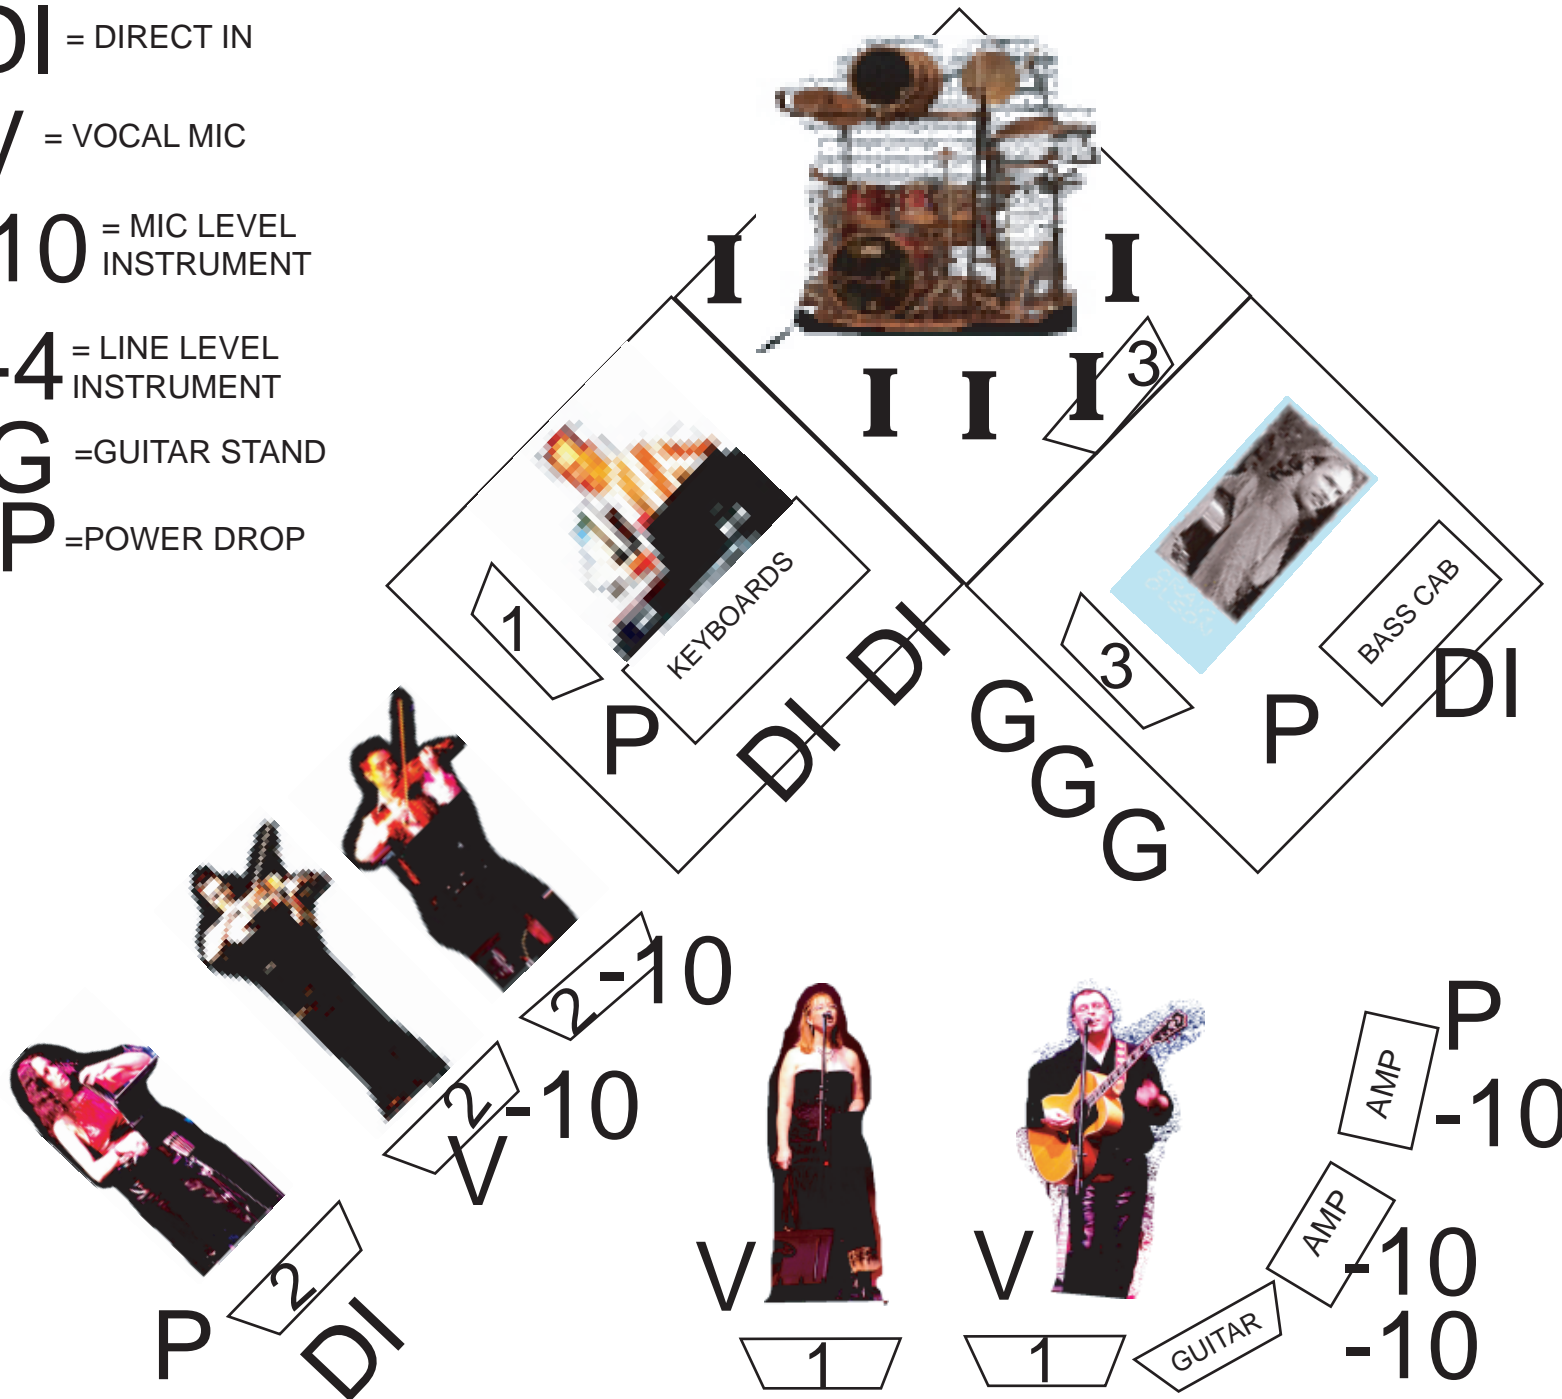 DI = DIRECT IN
V = VOCAL MIC
10 = MIC LEVEL
INSTRUMENT
-4 = LINE LEVEL
INSTRUMENT
G =GUITAR STAND
P =POWER DROP
I
I
I
I
I
3
KEYBOARDS
1
P
DI
DI
3
BASS CAB
DI
P
G
G
G
2
-10
2
-10
V
2
P
DI
V
1
V
1
GUITAR
AMP
P
-10
AMP
-10
-10